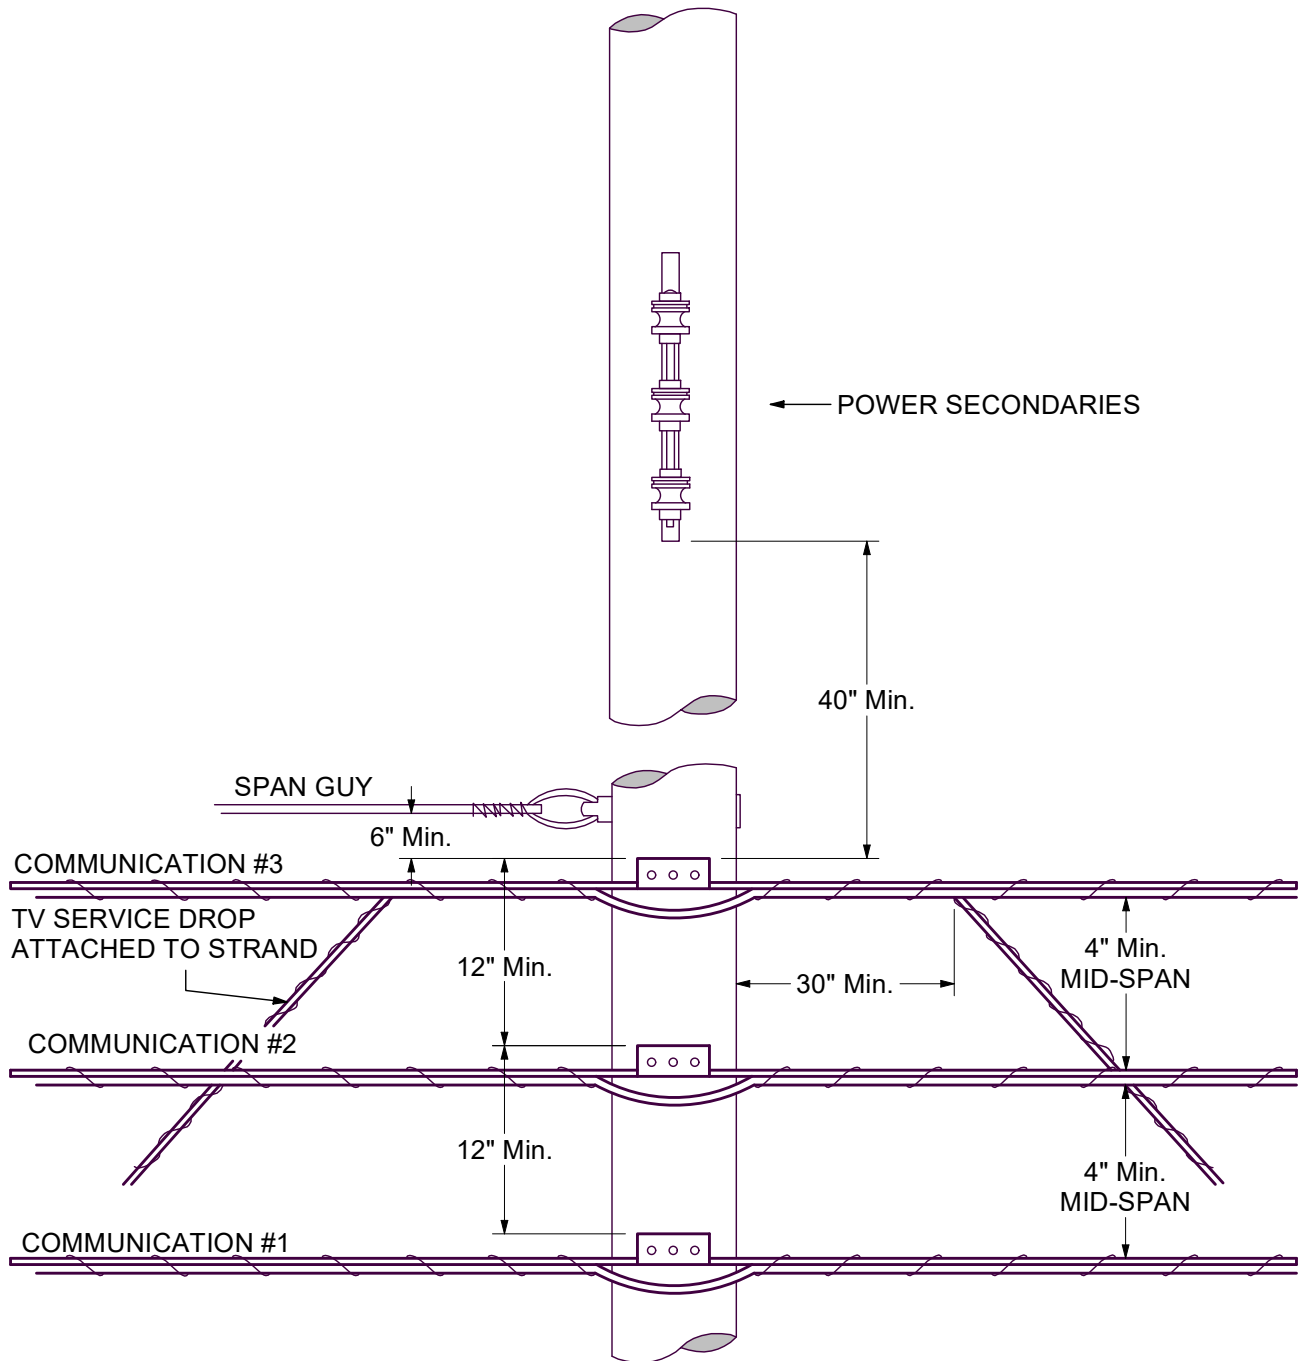 POWER SECONDARIES
40" Min.
SPAN GUY
6" Min.
COMMUNICATION #3
TV SERVICE DROP
ATTACHED TO STRAND
12" Min.
30" Min.
4" Min.
MID-SPAN
COMMUNICATION #2
12" Min.
4" Min.
MID-SPAN
COMMUNICATION #1